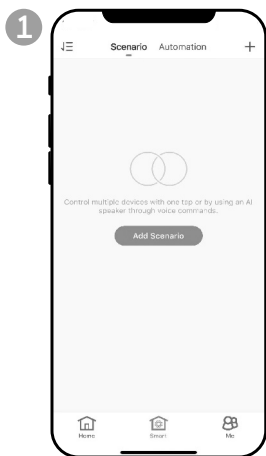 1
Scenario Automation
Control multiple devices with one tap or by using an AI
speaker through voice commands.
Add Scenario
Home Smart Me